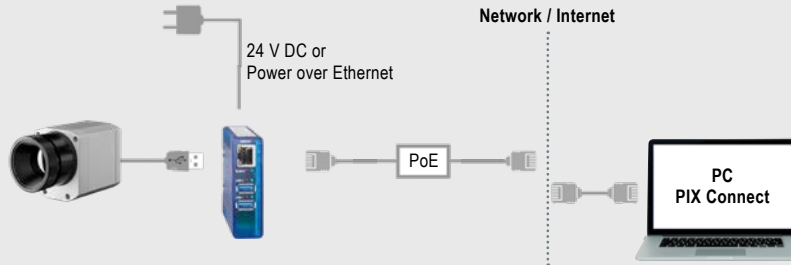 Network / Internet
24 V DC or
Power over Ethernet
PoE
PC
PIX Connect